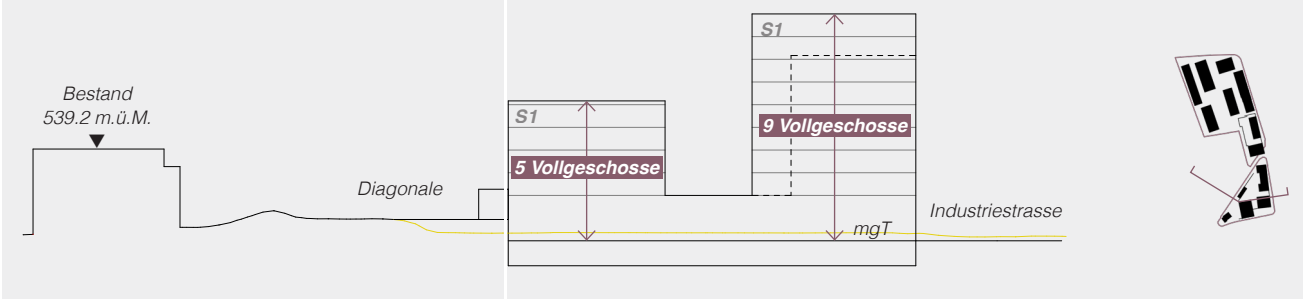 Bestand
539.2 m.ü.M.
Diagonale
S1
5 Vollgeschosse
S1
9 Vollgeschosse
mgT
Industriestrasse